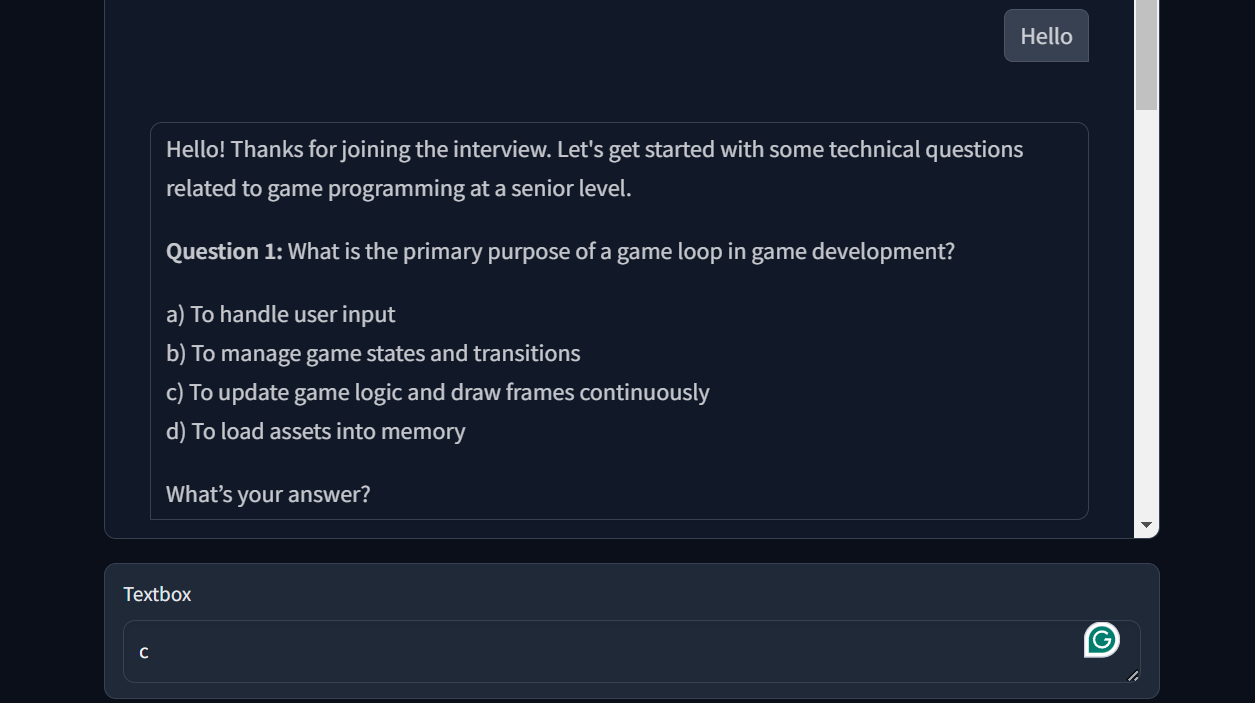 Hello
Hello! Thanks for joining the interview. Let's get started with some technical questions
related to game programming at a senior level.
Question 1: What is the primary purpose of a game loop in game development?
a) To handle user input
b) To manage game states and transitions
c) To update game logic and draw frames continuously
d) To load assets into memory
What’s your answer?
Textbox
c